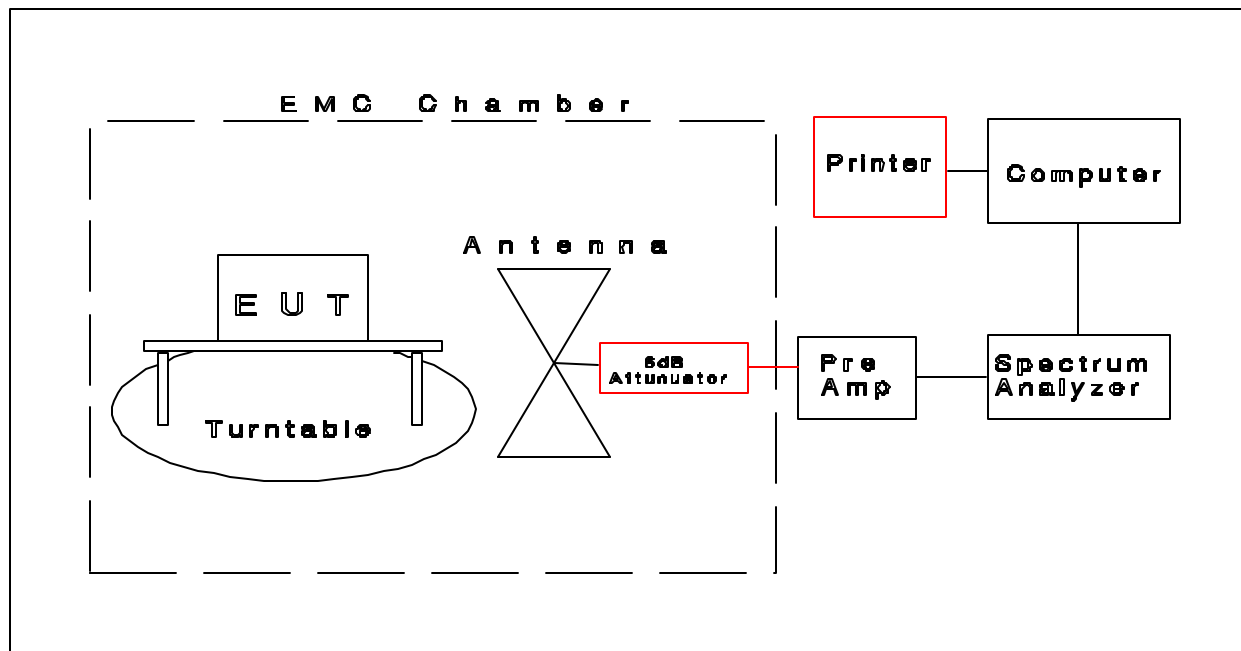 EMC Chamber
Printer
Computer
Antenna
EUT
6dB
Attunuator
Pre
Amp
Spectrum
Analyzer
Turntable